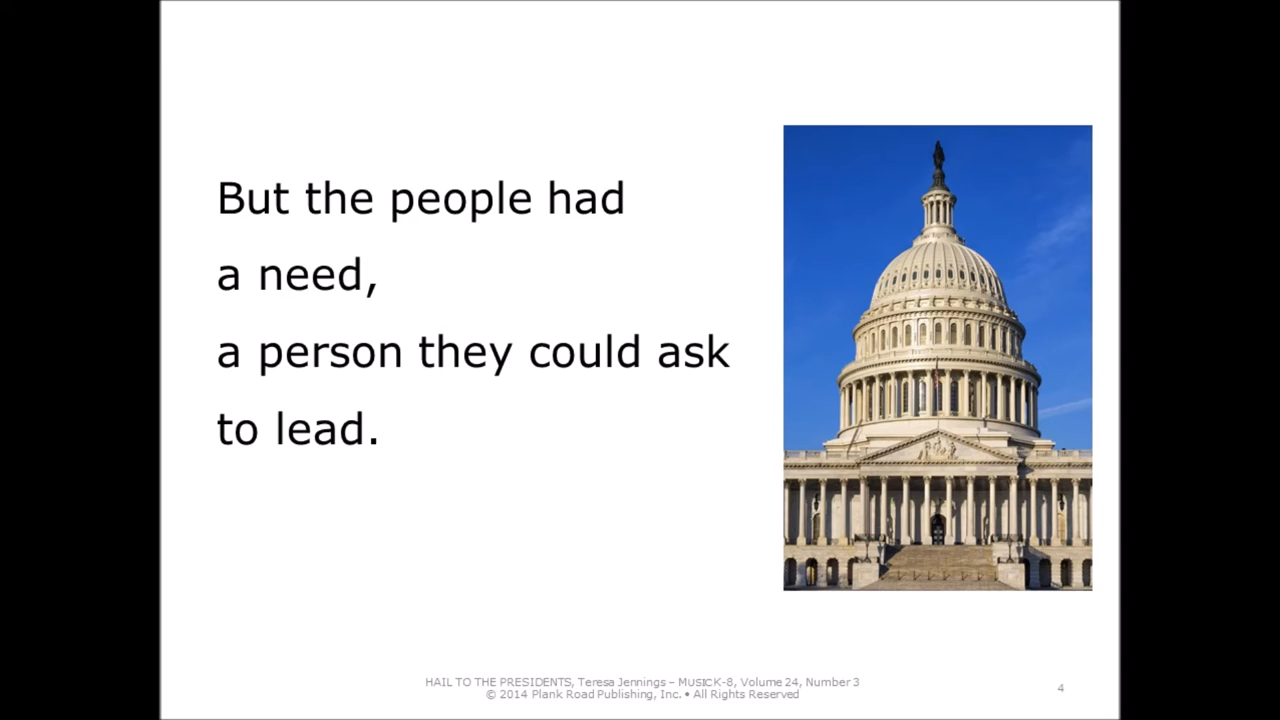 But the people had
a need,
a person they could ask
to lead.
HAIL TO THE PRESIDENTS, Teresa Jennings – MUSIC K-8, Volume 24, Number 3
© 2014 Plank Road Publishing, Inc. • All Rights Reserved
4